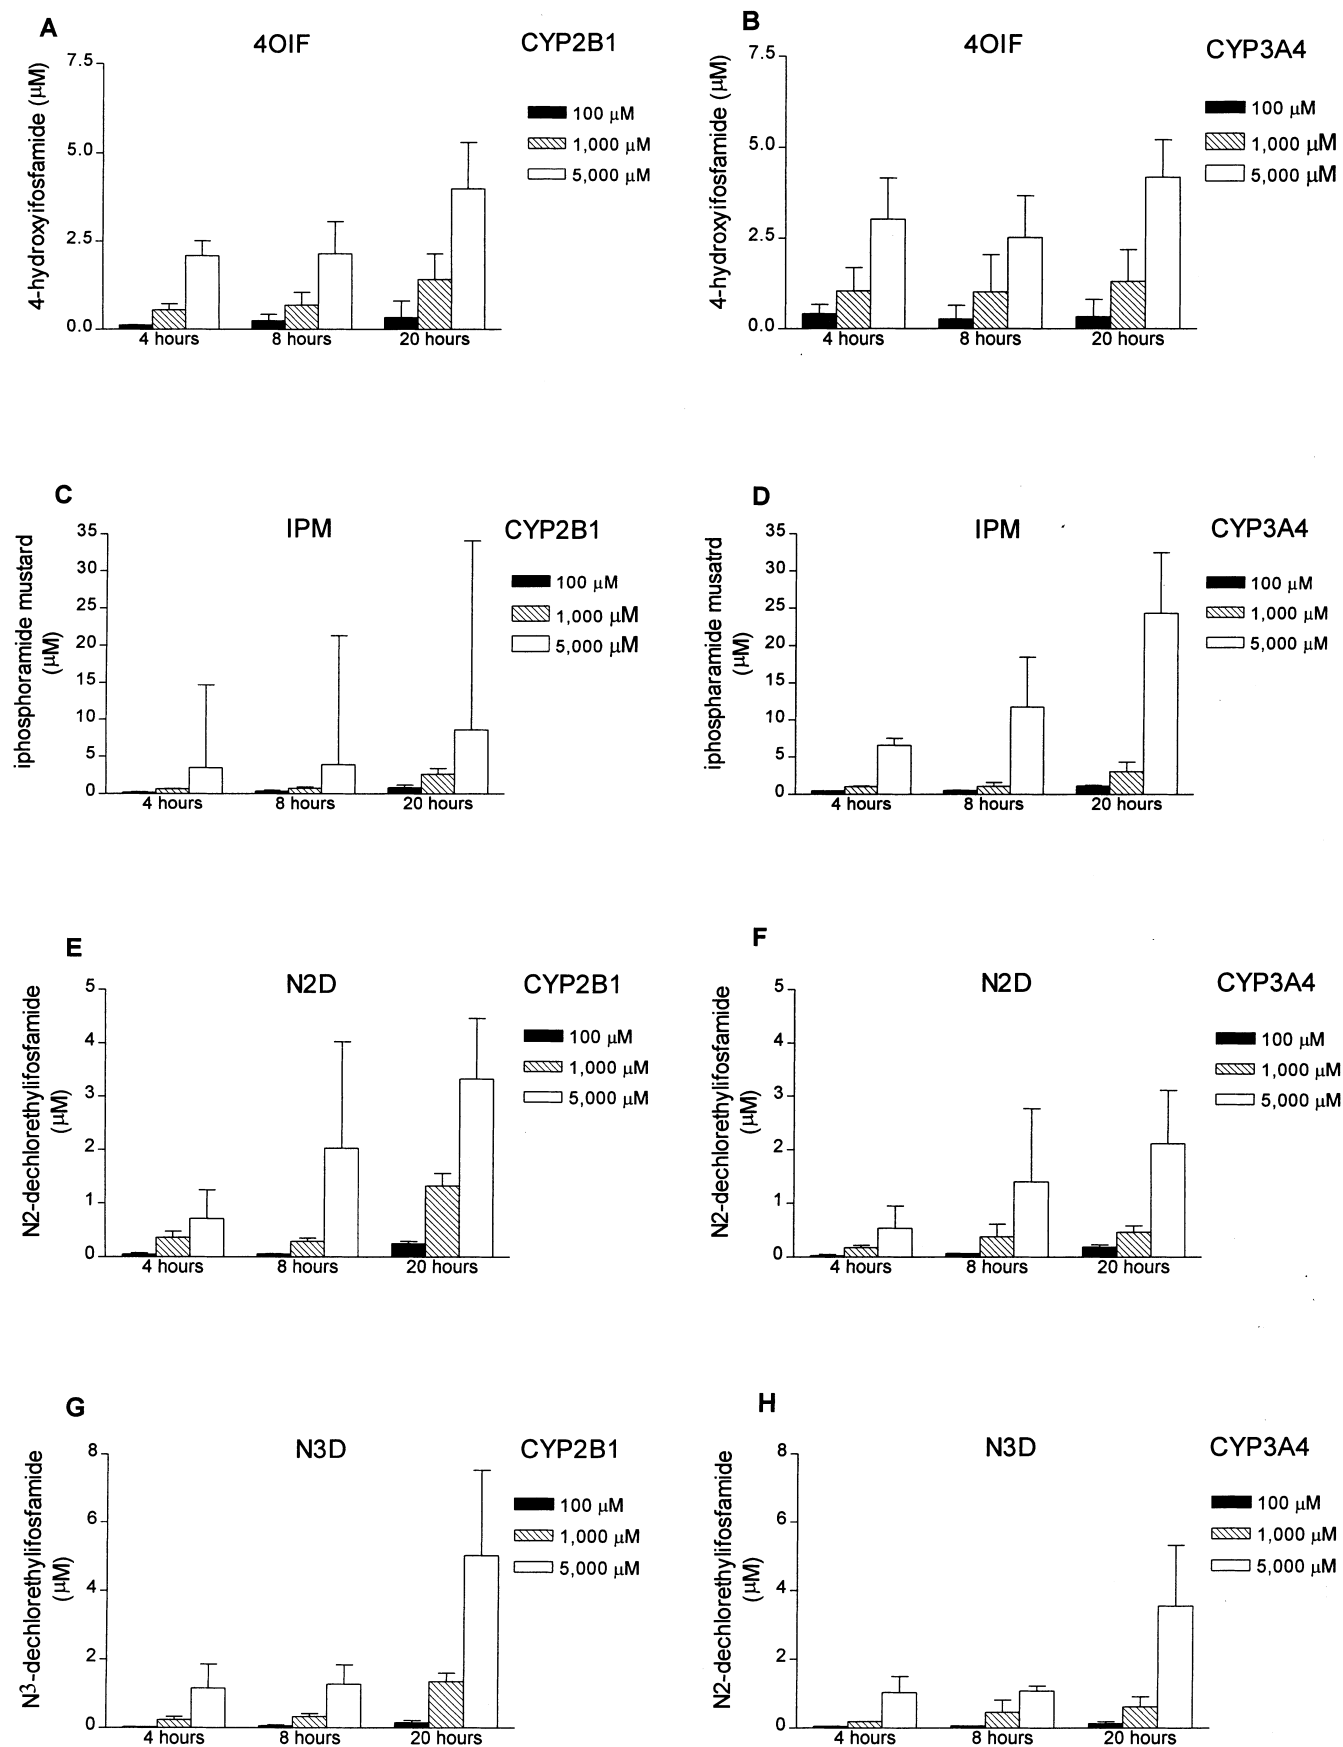 A
4OIF
CYP2B1
4-hydroxyifosfamide (μM)
7.5
5.0
2.5
0.0
4 hours
8 hours
20 hours
100 μM
1,000 μM
5,000 μM
B
4OIF
CYP3A4
4-hydroxyifosfamide (μM)
7.5
5.0
2.5
0.0
4 hours
8 hours
20 hours
100 μM
1,000 μM
5,000 μM
C
IPM
CYP2B1
iphosphoramide mustard
(μM)
35
30
25
20
15
10
5
0
4 hours
8 hours
20 hours
100 μM
1,000 μM
5,000 μM
D
IPM
CYP3A4
iphospharamide musatrd
(μM)
35
30
25
20
15
10
5
0
4 hours
8 hours
20 hours
100 μM
1,000 μM
5,000 μM
E
N2D
CYP2B1
N2-dechlorethylifosfamide
(μM)
5
4
3
2
1
0
4 hours
8 hours
20 hours
100 μM
1,000 μM
5,000 μM
F
N2D
CYP3A4
N2-dechlorethylifosfamide
(μM)
5
4
3
2
1
0
4 hours
8 hours
20 hours
100 μM
1,000 μM
5,000 μM
G
N3D
CYP2B1
N3-dechlorethylifosfamide
(μM)
8
6
4
2
0
4 hours
8 hours
20 hours
100 μM
1,000 μM
5,000 μM
H
N3D
CYP3A4
N2-dechlorethylifosfamide
(μM)
8
6
4
2
0
4 hours
8 hours
20 hours
100 μM
1,000 μM
5,000 μM